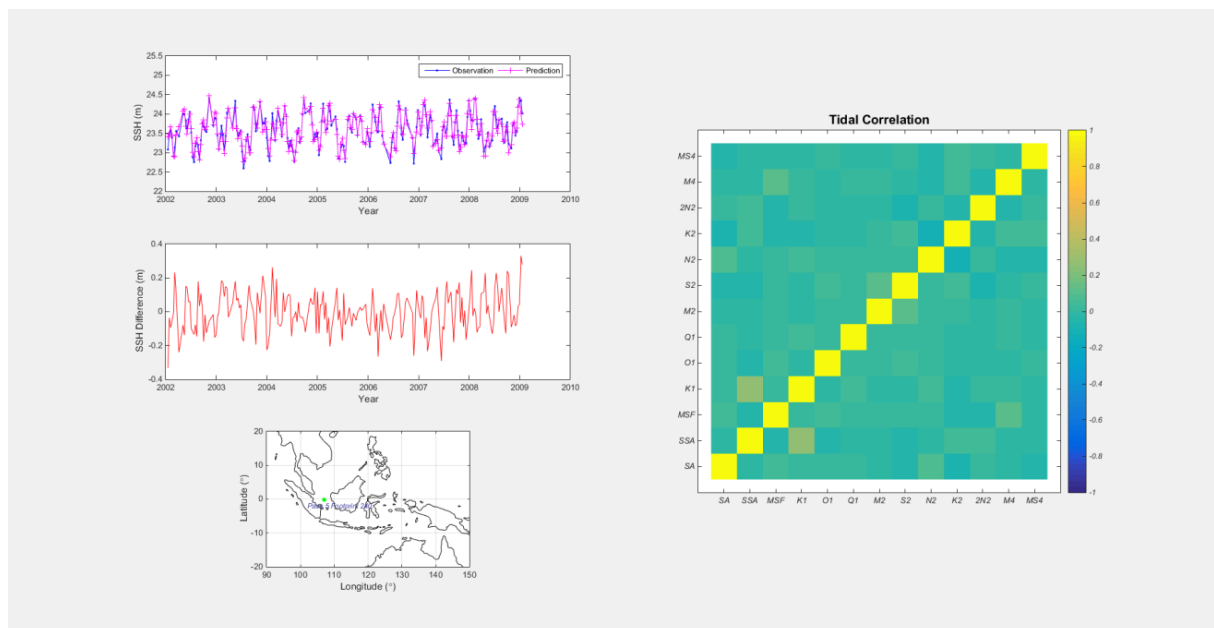 25.5
25
24.5
24
23.5
23
22.5
22
SSH (m)
Observation
Prediction
2002 2003 2004 2005 2006 2007 2008 2009 2010
Year
0.4
0.2
0
-0.2
-0.4
SSH Difference (m)
2002 2003 2004 2005 2006 2007 2008 2009 2010
Year
20
10
0
-10
-20
Latitude (°)
90 100 110 120 130 140 150
Longitude (°)
Tidal Correlation
MS4
M4
2N2
K2
N2
S2
M2
Q1
O1
K1
MSF
SSA
SA
SA SSA MSF K1 O1 Q1 M2 S2 N2 K2 2N2 M4 MS4
1
0.8
0.6
0.4
0.2
0
-0.2
-0.4
-0.6
-0.8
-1